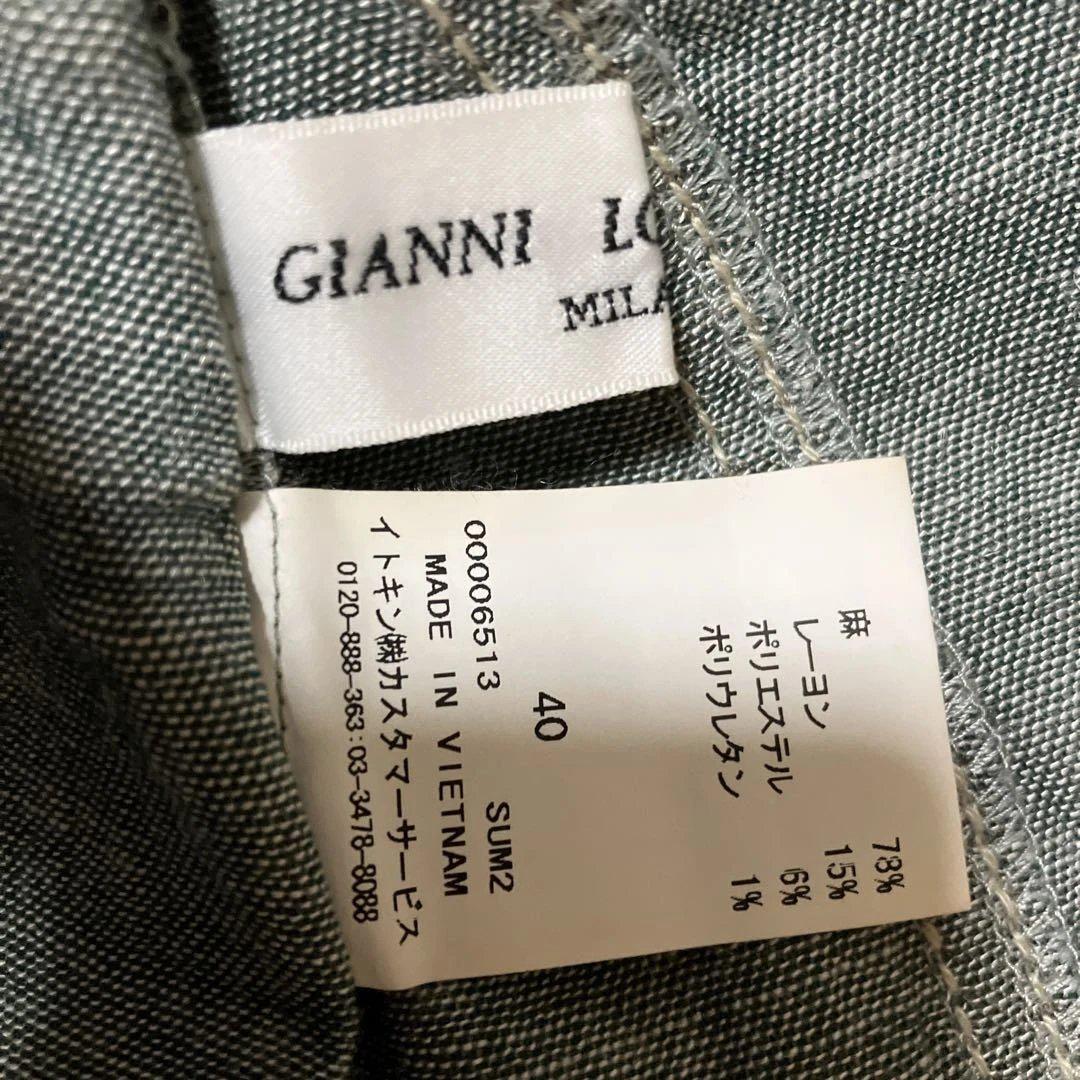 GIANNI LO
MILA
麻 78%
レーヨン 15%
ポリエステル 6%
ポリウレタン 1%
40
00006513 SUM2
MADE IN VIETNAM
イトキン㈱カスタマーサービス
0120-888-363:03-3478-8088